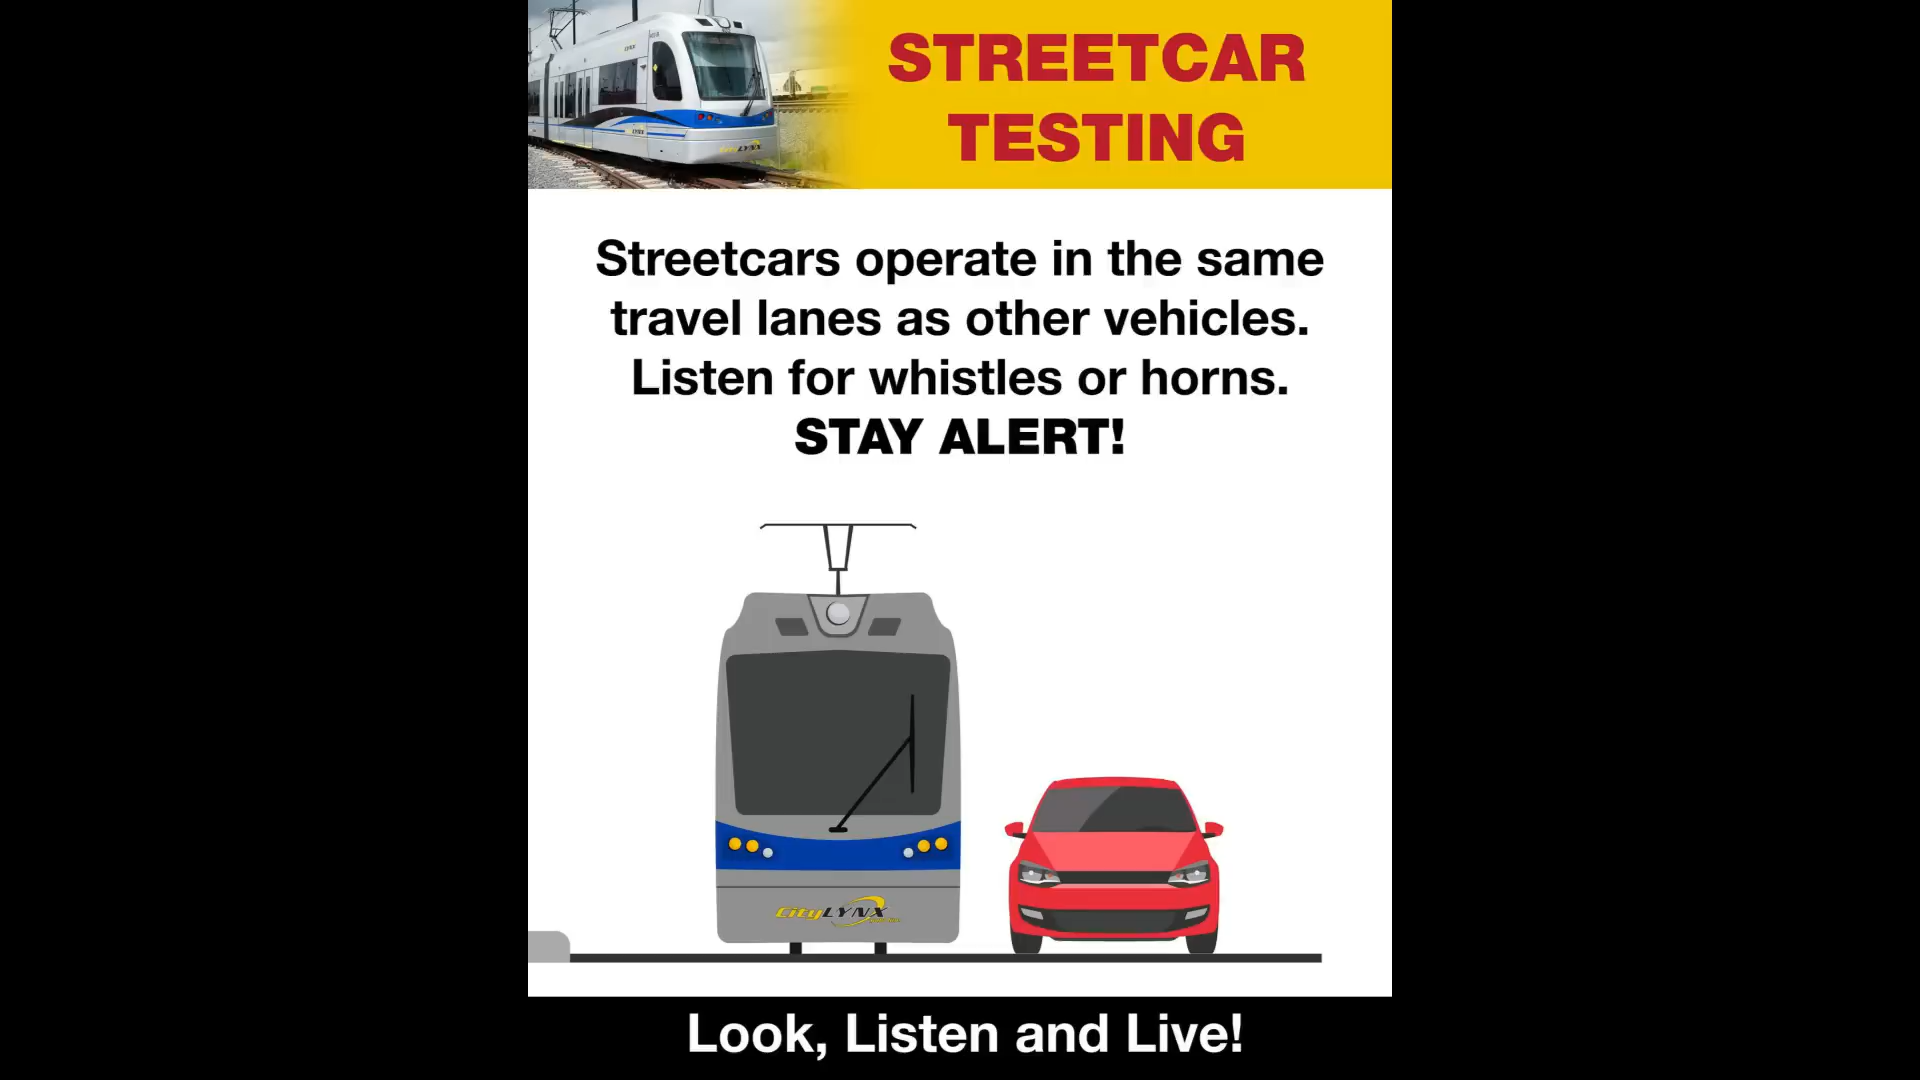 STREETCAR
TESTING
Streetcars operate in the same
travel lanes as other vehicles.
Listen for whistles or horns.
STAY ALERT!
CityLYNX
Look, Listen and Live!